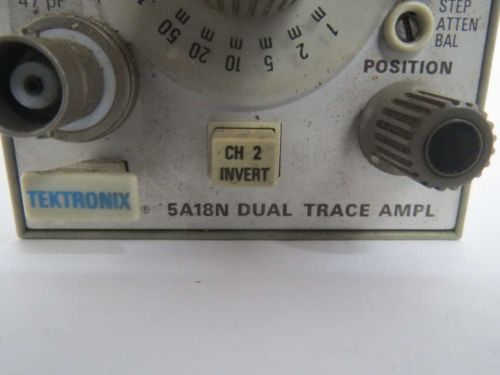 47 pF
.1
50
20
10
5
2
1
m
STEP.
ATTEN
BAL
POSITION
CH 2
INVERT
TEKTRONIX ®
5A18N DUAL TRACE AMPL